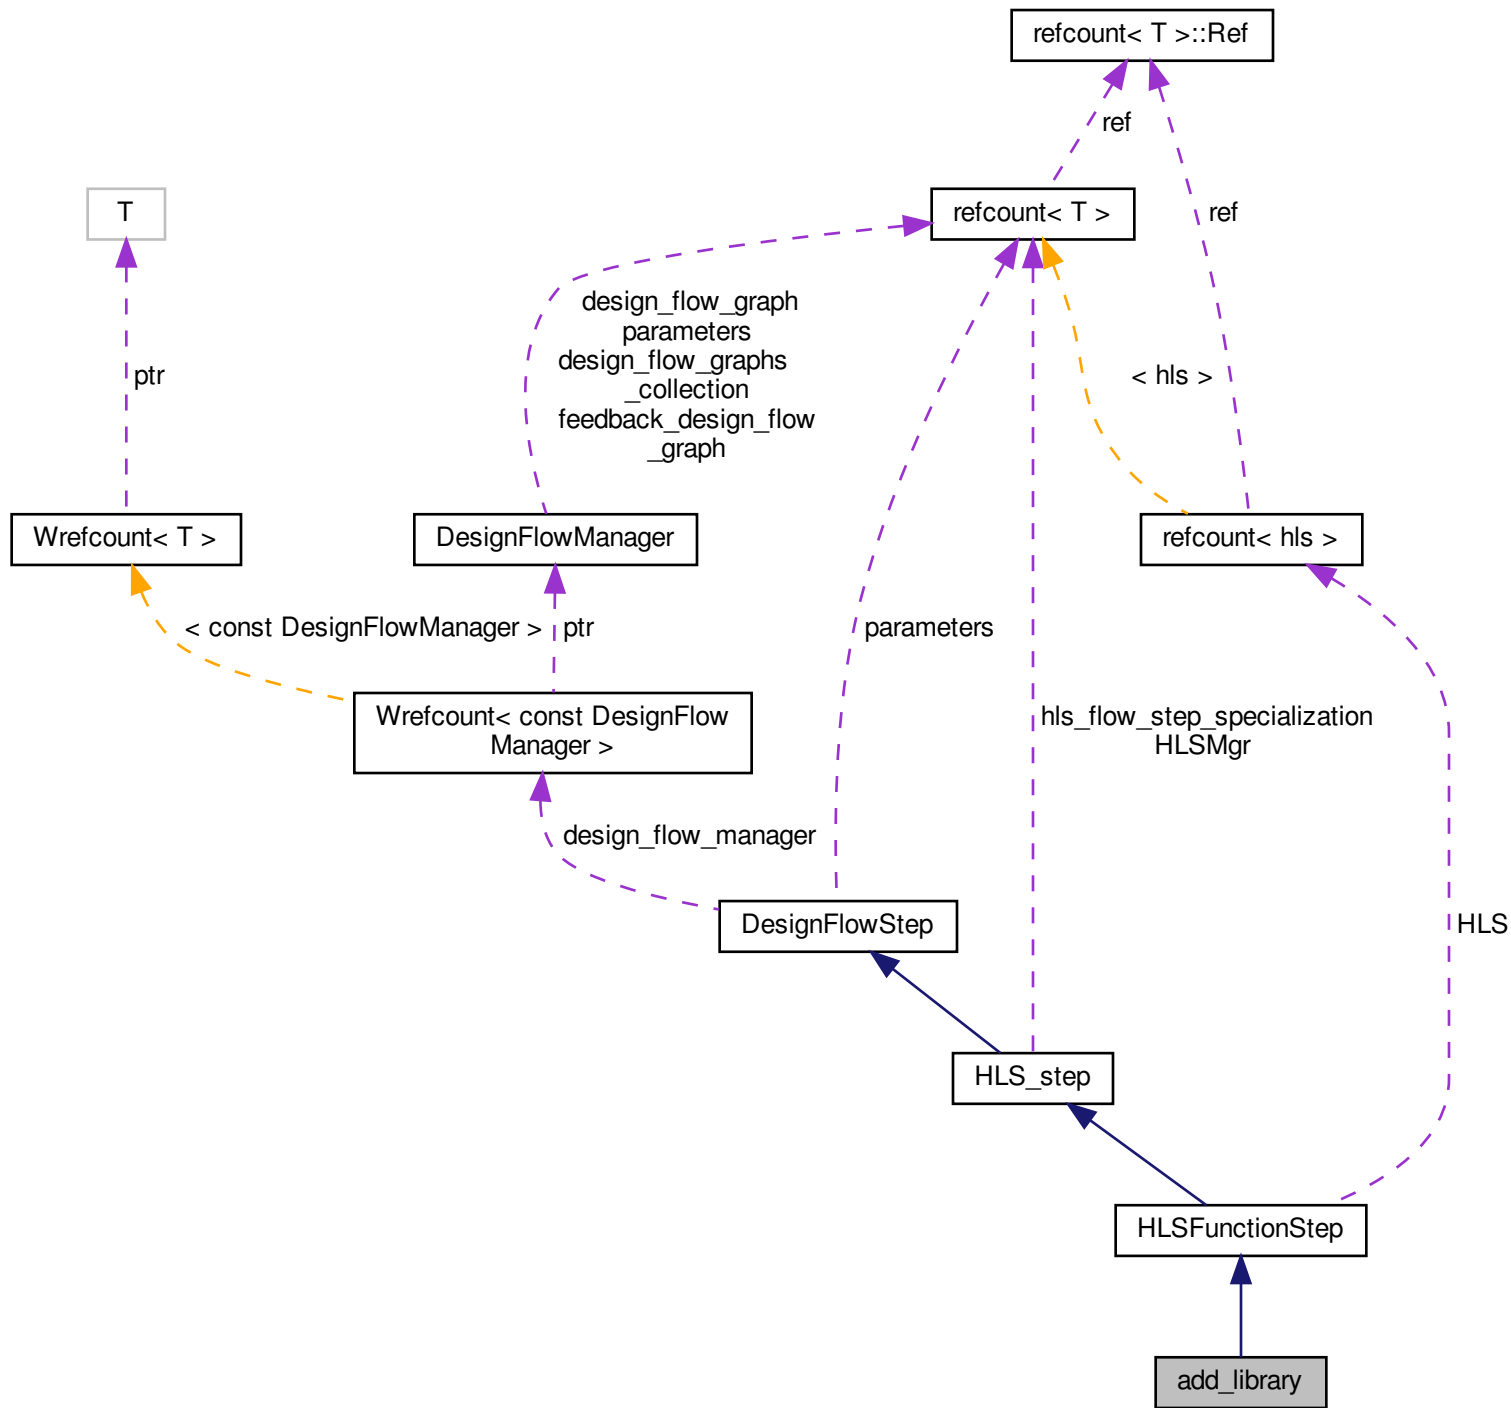 refcount< T >::Ref
ref
T
refcount< T >
ref
design_flow_graph
parameters
design_flow_graphs
_collection
feedback_design_flow
_graph
ptr
< hls >
Wrefcount< T >
DesignFlowManager
refcount< hls >
< const DesignFlowManager >
ptr
parameters
Wrefcount< const DesignFlow
Manager >
hls_flow_step_specialization
HLSMgr
design_flow_manager
DesignFlowStep
HLS
HLS_step
HLSFunctionStep
add_library